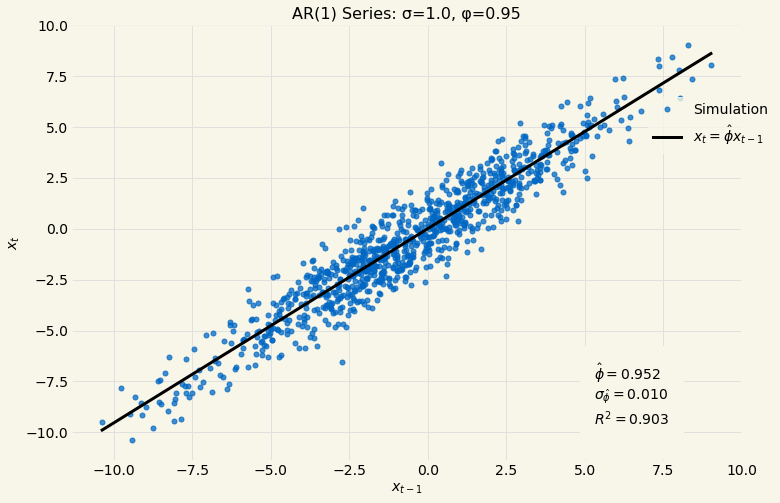 AR(1) Series: σ=1.0, φ=0.95
10.0
7.5
5.0
2.5
0.0
−2.5
−5.0
−7.5
−10.0
x_t
Simulation
x_t = ϕ̂x_{t−1}
ϕ̂ = 0.952
σ_ϕ̂ = 0.010
R² = 0.903
−10.0 −7.5 −5.0 −2.5 0.0 2.5 5.0 7.5 10.0
x_{t−1}